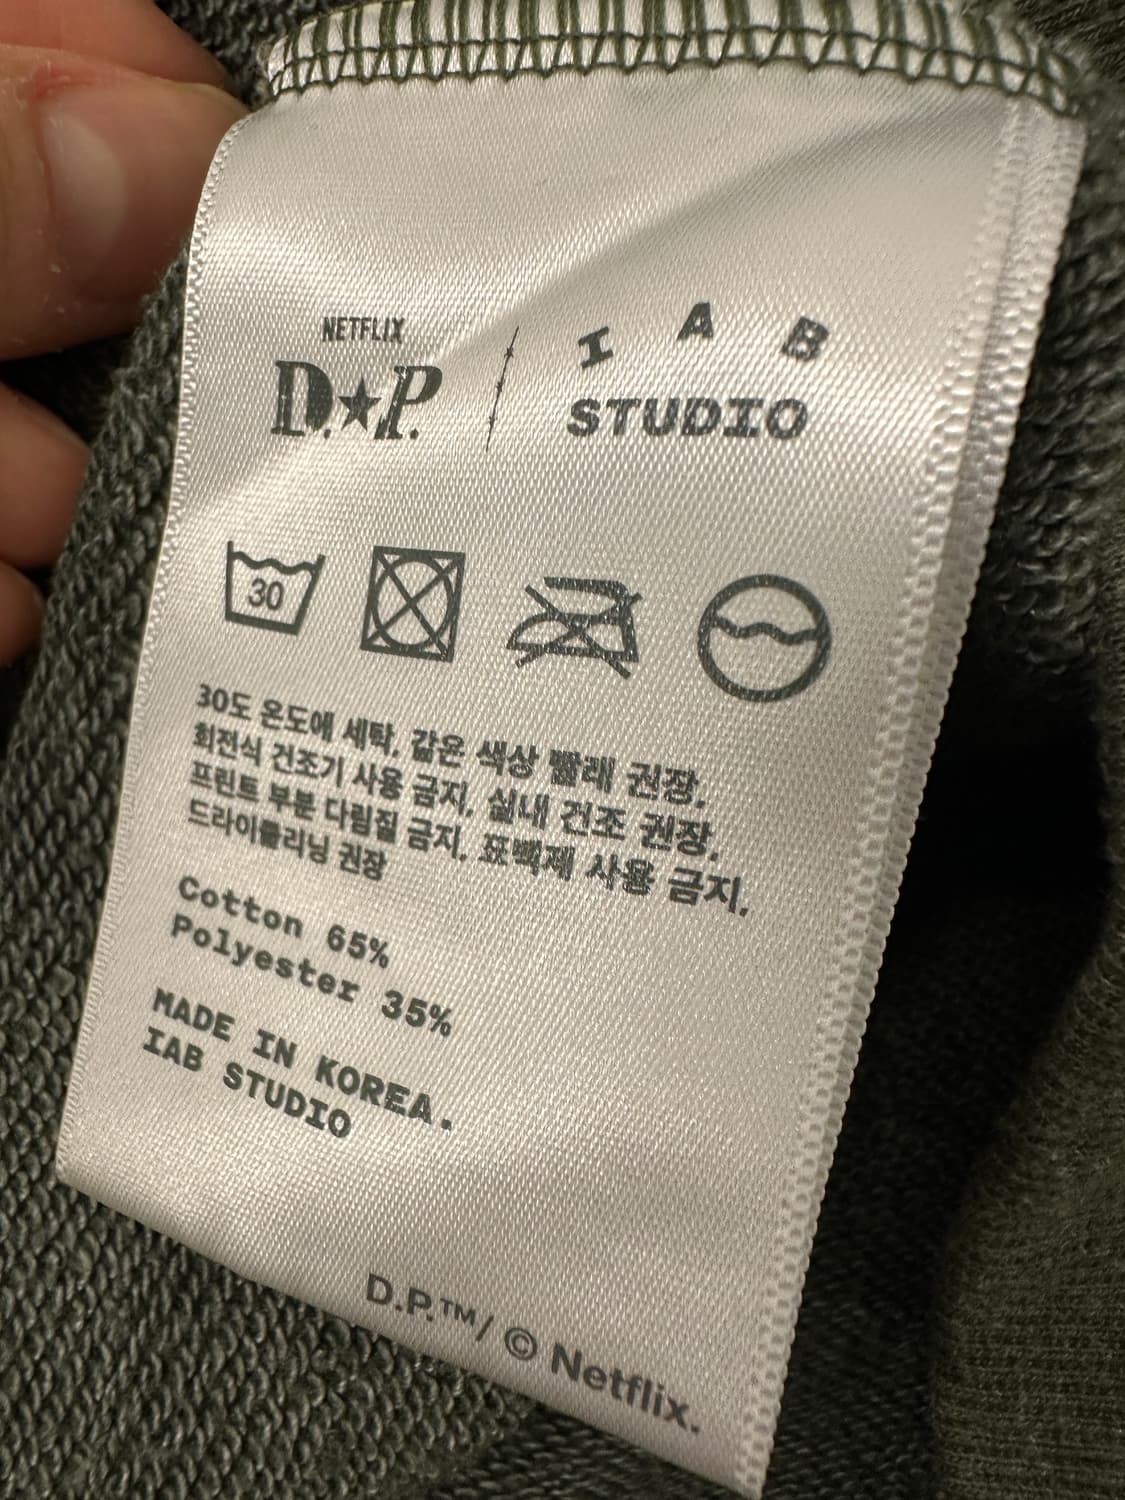 NETFLIX
D.★P.
IAB
STUDIO
30
30도 온도에 세탁, 같은 색상 빨래 권장.
회전식 건조기 사용 금지, 실내 건조 권장.
프린트 부분 다림질 금지. 표백제 사용 금지.
드라이클리닝 권장
Cotton 65%
Polyester 35%
MADE IN KOREA.
IAB STUDIO
D.P.™/ © Netflix.